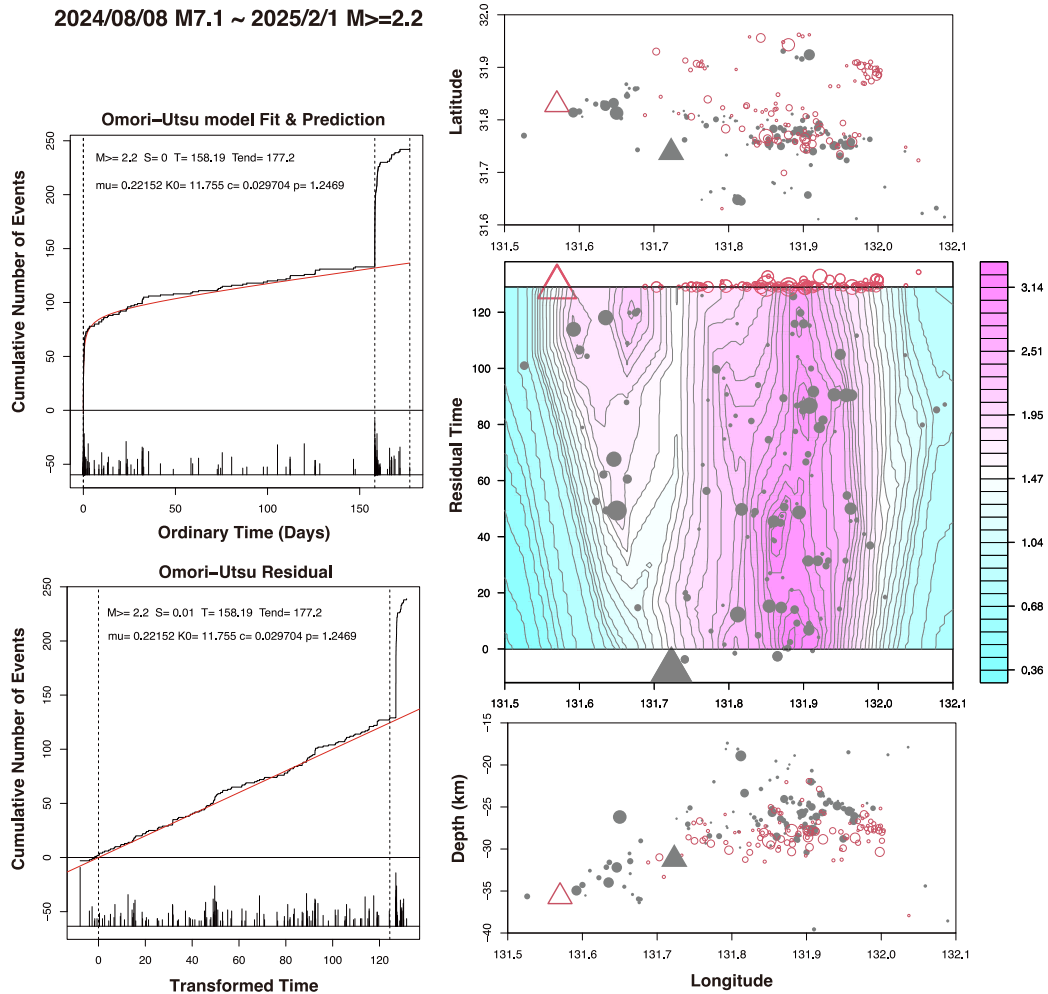 2024/08/08 M7.1 ~ 2025/2/1 M>=2.2
Omori-Utsu model Fit & Prediction
M>= 2.2 S= 0 T= 158.19 Tend= 177.2
mu= 0.22152 K0= 11.755 c= 0.029704 p= 1.2469
Cumulative Number of Events
250
200
150
100
50
0
-50
0 50 100 150
Ordinary Time (Days)
Omori-Utsu Residual
M>= 2.2 S= 0.01 T= 158.19 Tend= 177.2
mu= 0.22152 K0= 11.755 c= 0.029704 p= 1.2469
Cumulative Number of Events
250
200
150
100
50
0
-50
0 20 40 60 80 100 120
Transformed Time
Latitude
32.0
31.9
31.8
31.7
31.6
131.5 131.6 131.7 131.8 131.9 132.0 132.1
Residual Time
120
100
80
60
40
20
0
131.5 131.6 131.7 131.8 131.9 132.0 132.1
3.14
2.51
1.95
1.47
1.04
0.68
0.36
Depth (km)
-15
-20
-25
-30
-35
-40
131.5 131.6 131.7 131.8 131.9 132.0 132.1
Longitude